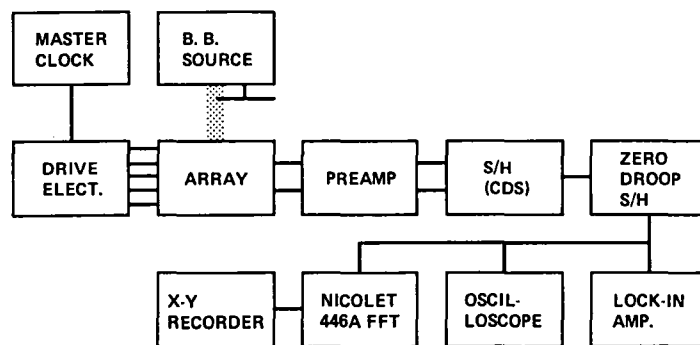 MASTER
CLOCK
B. B.
SOURCE
DRIVE
ELECT.
ARRAY
PREAMP
S/H
(CDS)
ZERO
DROOP
S/H
X-Y
RECORDER
NICOLET
446A FFT
OSCIL-
LOSCOPE
LOCK-IN
AMP.